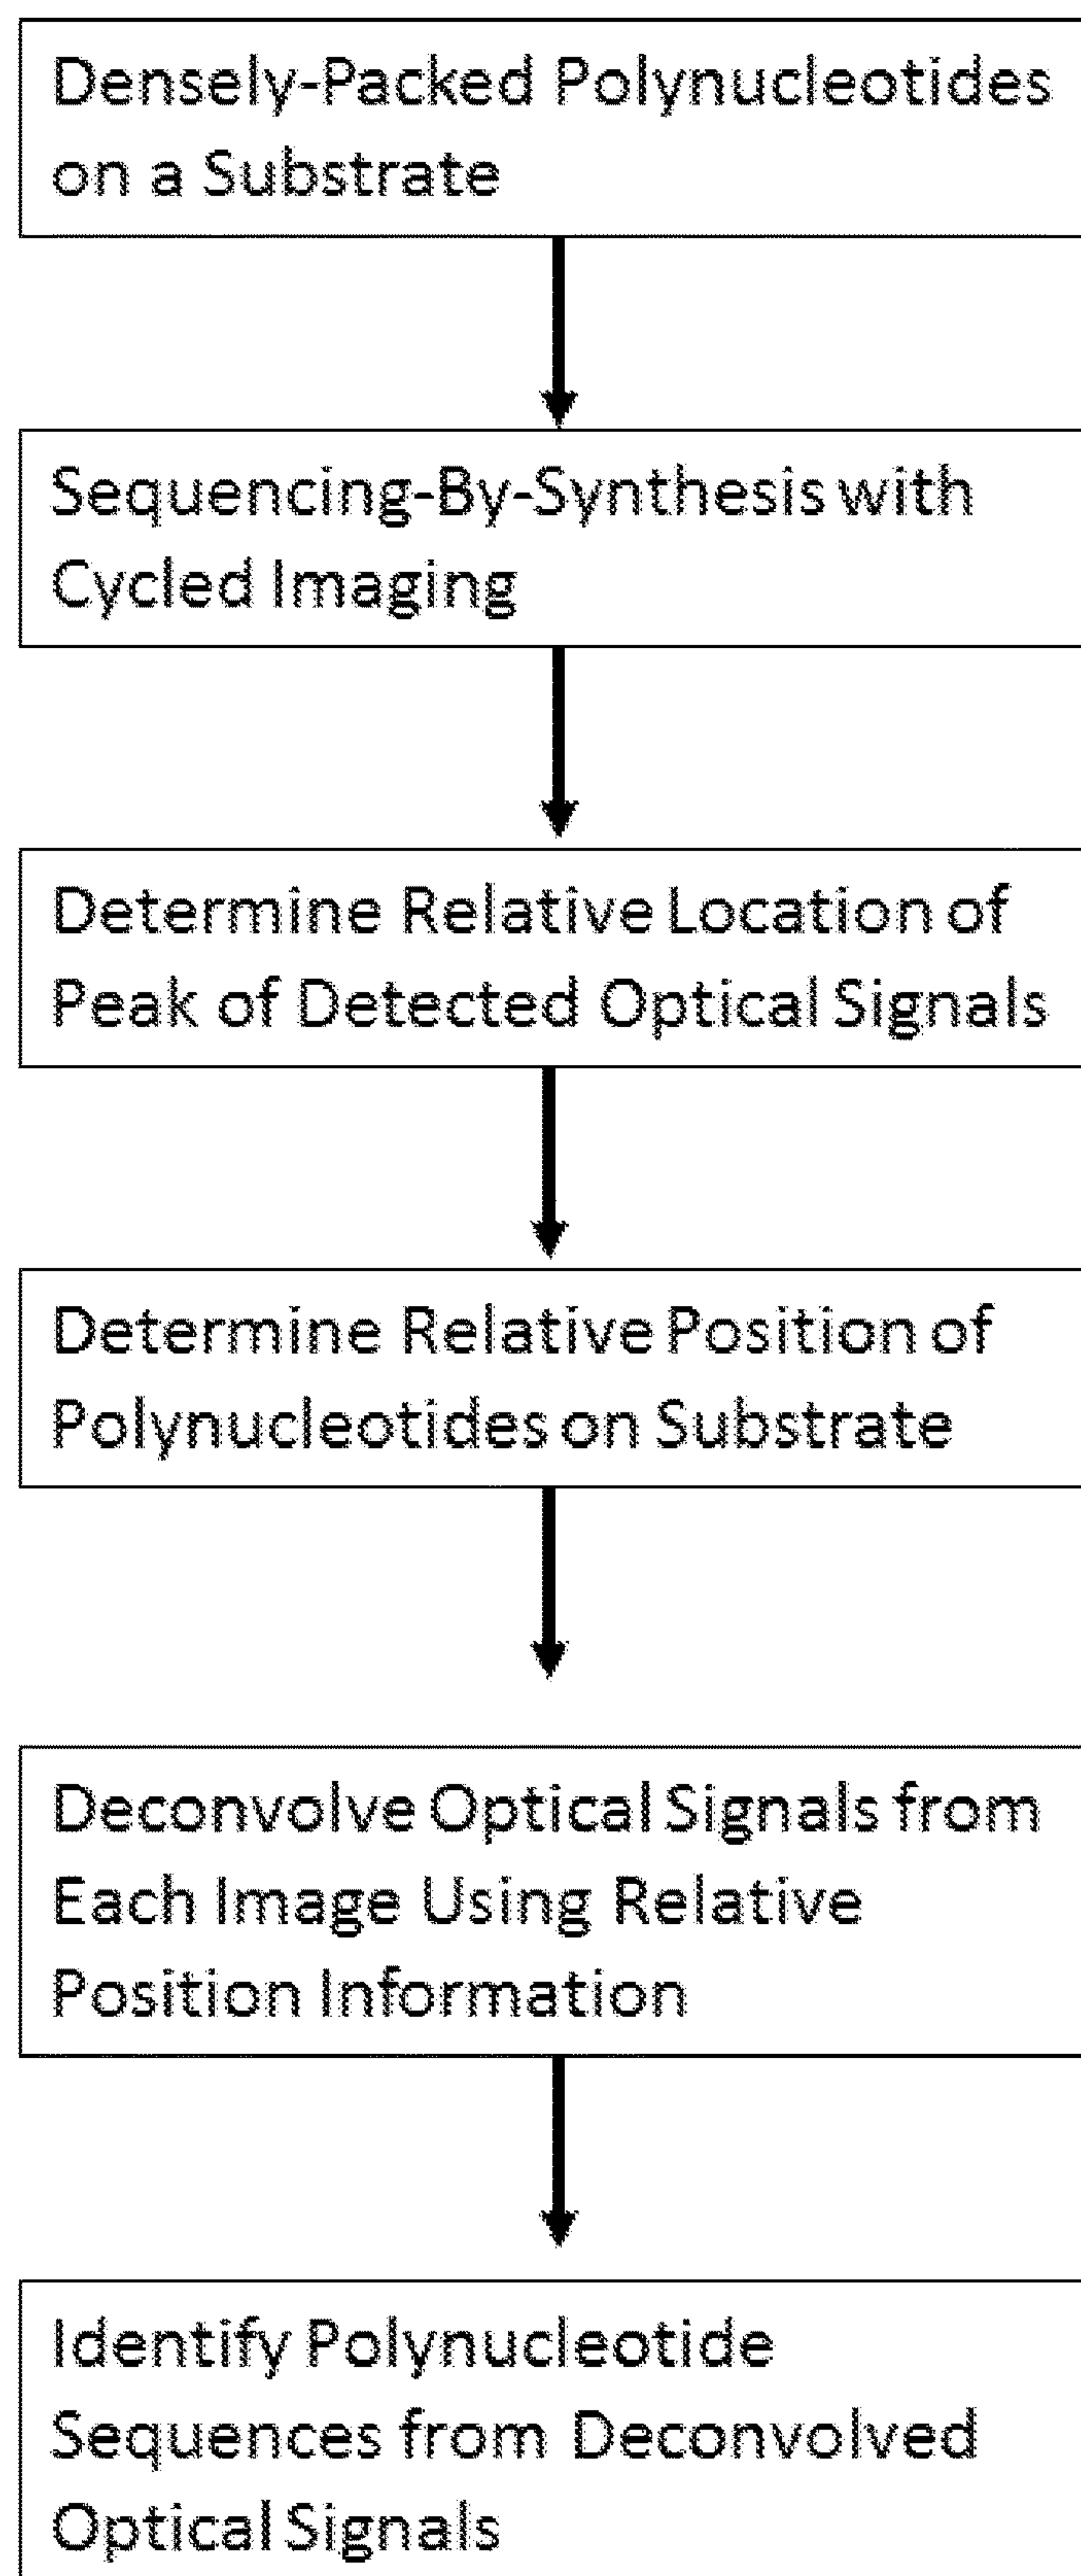 Densely-Packed Polynucleotides
on a Substrate
Sequencing-By-Synthesis with
Cycled Imaging
Determine Relative Location of
Peak of Detected Optical Signals
Determine Relative Position of
Polynucleotides on Substrate
Deconvolve Optical Signals from
Each Image Using Relative
Position Information
Identify Polynucleotide
Sequences from Deconvolved
Optical Signals